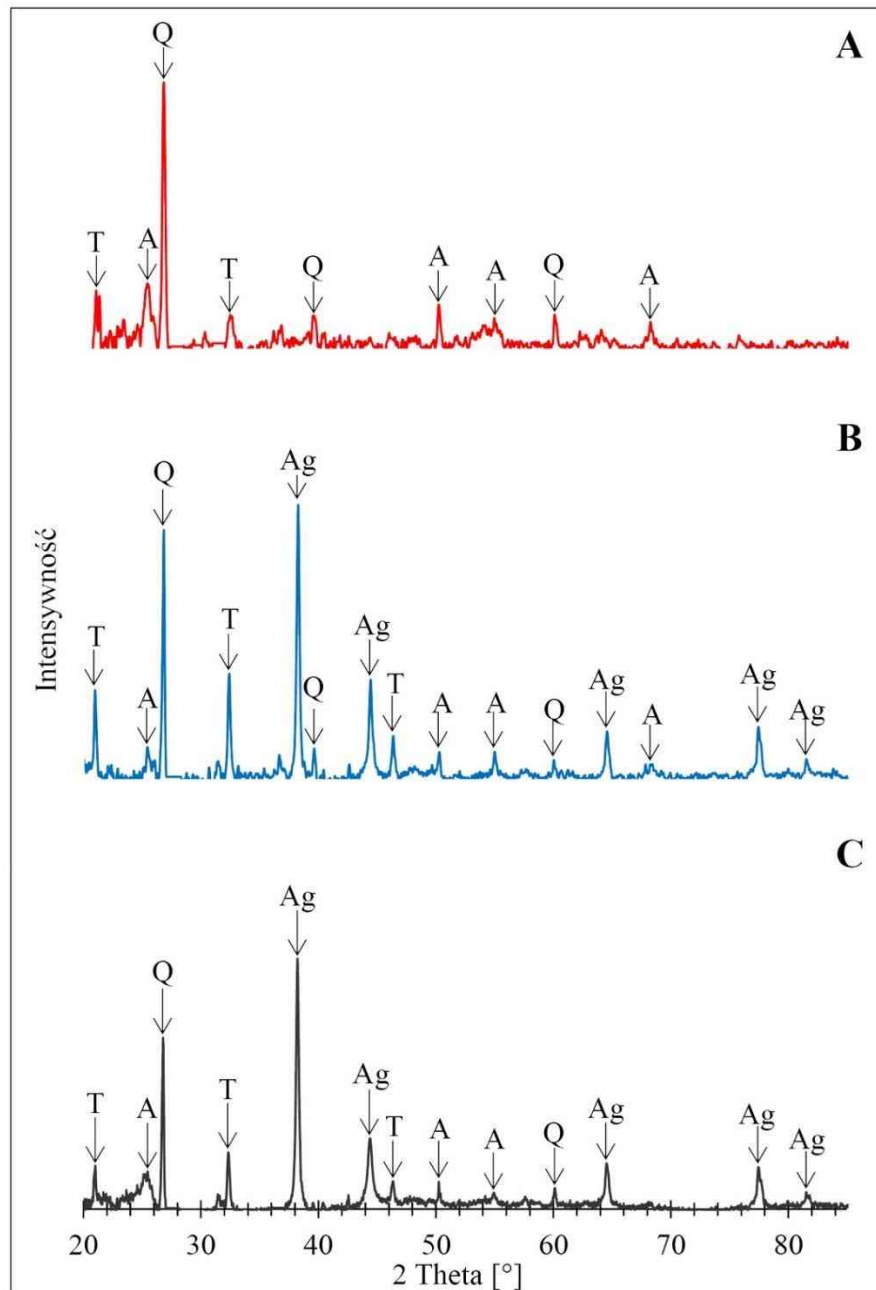 A
Q
T A T Q A A Q A
B
Q Ag
T A T Q Ag T A A Q Ag A Ag Ag
Intensywność
C
Q Ag
T A T Ag T A A Q Ag Ag Ag
20 30 40 50 60 70 80
2 Theta [°]